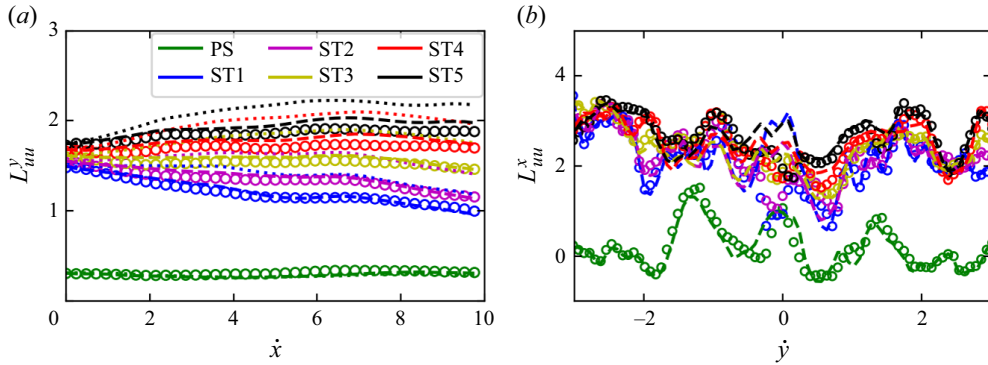 (a)
(b)
3
PS ST2 ST4
ST1 ST3 ST5
2
L^y_uu
1
0 2 4 6 8 10
ẋ
4
L^x_uu
2
0
–2 0 2
ẏ